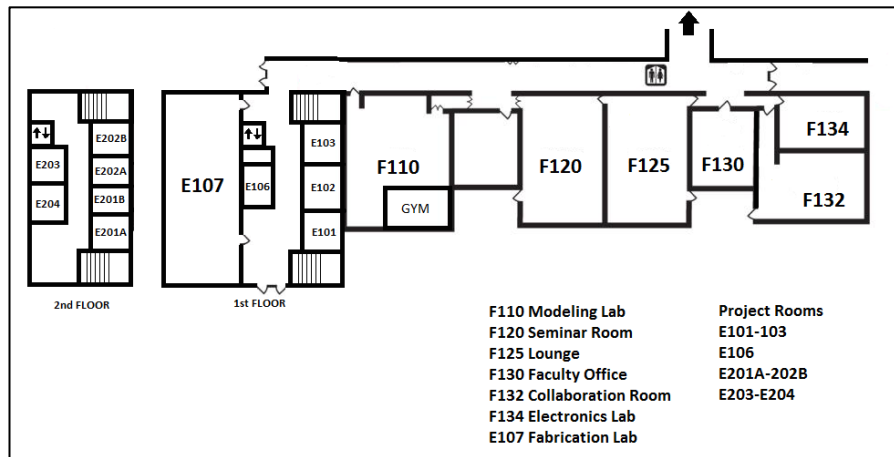 E202B
E203
E202A
E204
E201B
E201A
2nd FLOOR
E107
E103
E106
E102
E101
1st FLOOR
F110
GYM
F120
F125
F130
F134
F132
F110 Modeling Lab
F120 Seminar Room
F125 Lounge
F130 Faculty Office
F132 Collaboration Room
F134 Electronics Lab
E107 Fabrication Lab
Project Rooms
E101-103
E106
E201A-202B
E203-E204